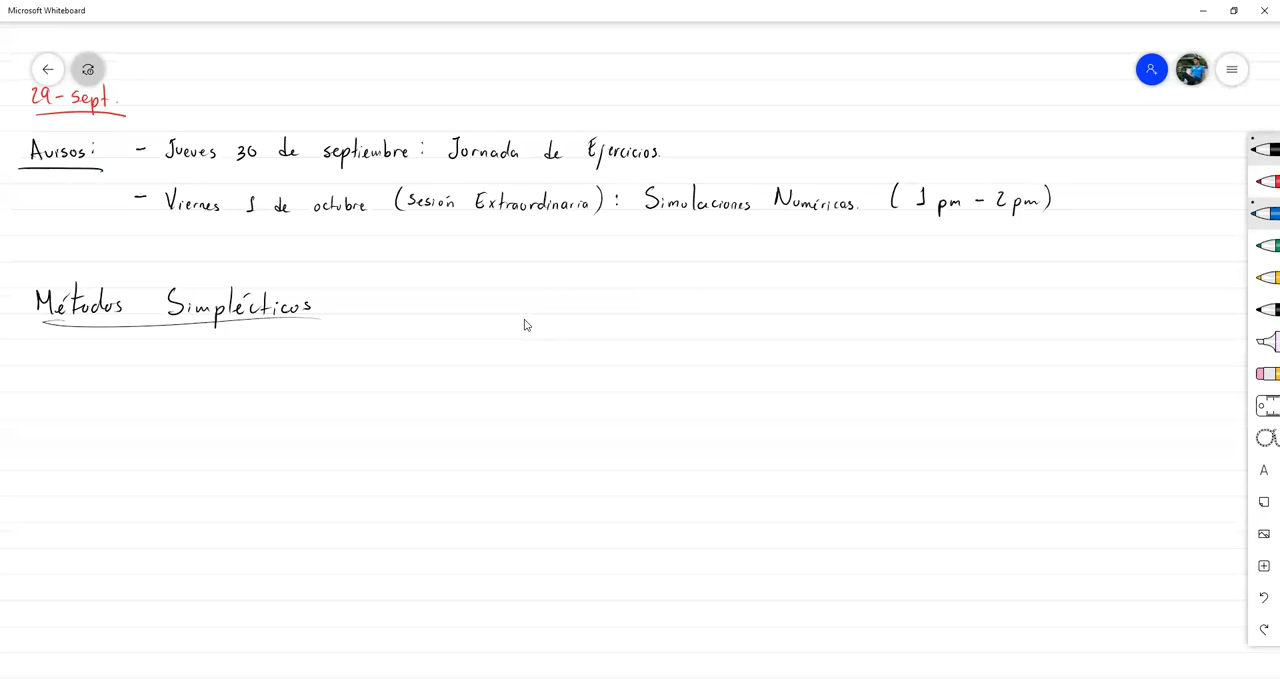 Microsoft Whiteboard
29-sept.
Avisos: - Jueves 30 de septiembre: Jornada de Ejercicios.
- Viernes 1 de octubre (Sesión Extraordinaria): Simulaciones Numéricas. (1 pm - 2 pm)
Métodos Simplécticos
A